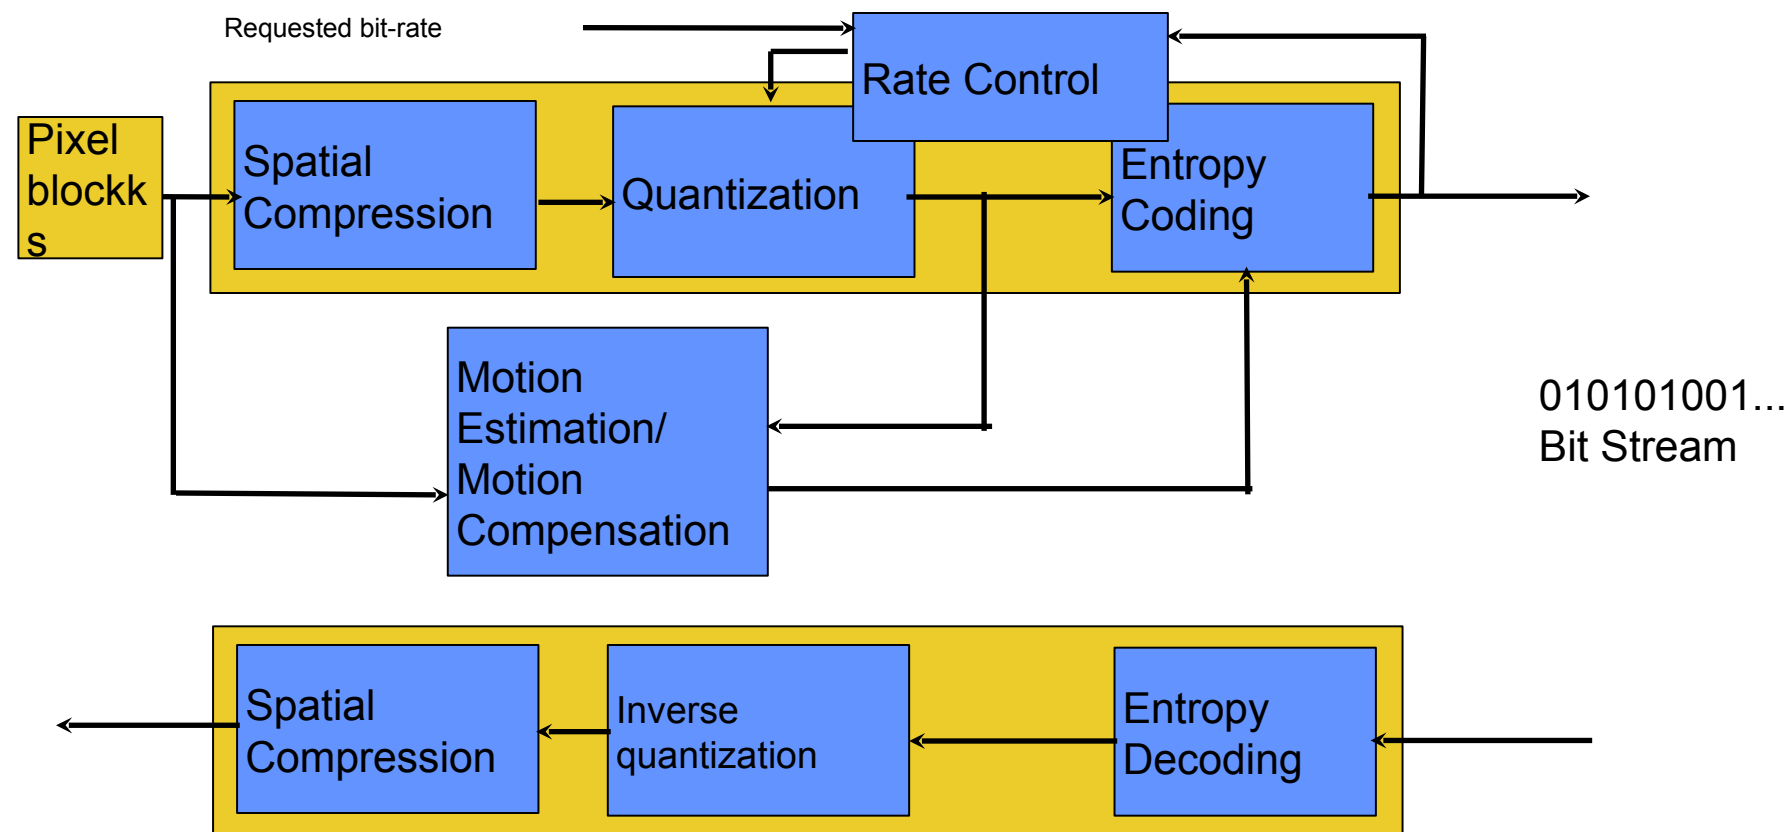 Requested bit-rate
Rate Control
Pixel
blockk
s
Spatial
Compression
Quantization
Entropy
Coding
Motion
Estimation/
Motion
Compensation
010101001...
Bit Stream
Spatial
Compression
Inverse
quantization
Entropy
Decoding